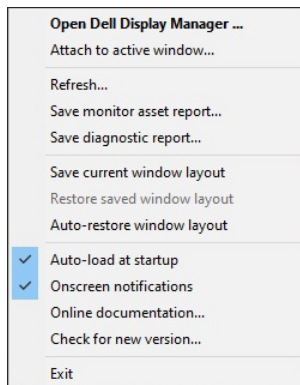 Open Dell Display Manager ...
Attach to active window...
Refresh...
Save monitor asset report...
Save diagnostic report...
Save current window layout
Restore saved window layout
Auto-restore window layout
Auto-load at startup
Onscreen notifications
Online documentation...
Check for new version...
Exit